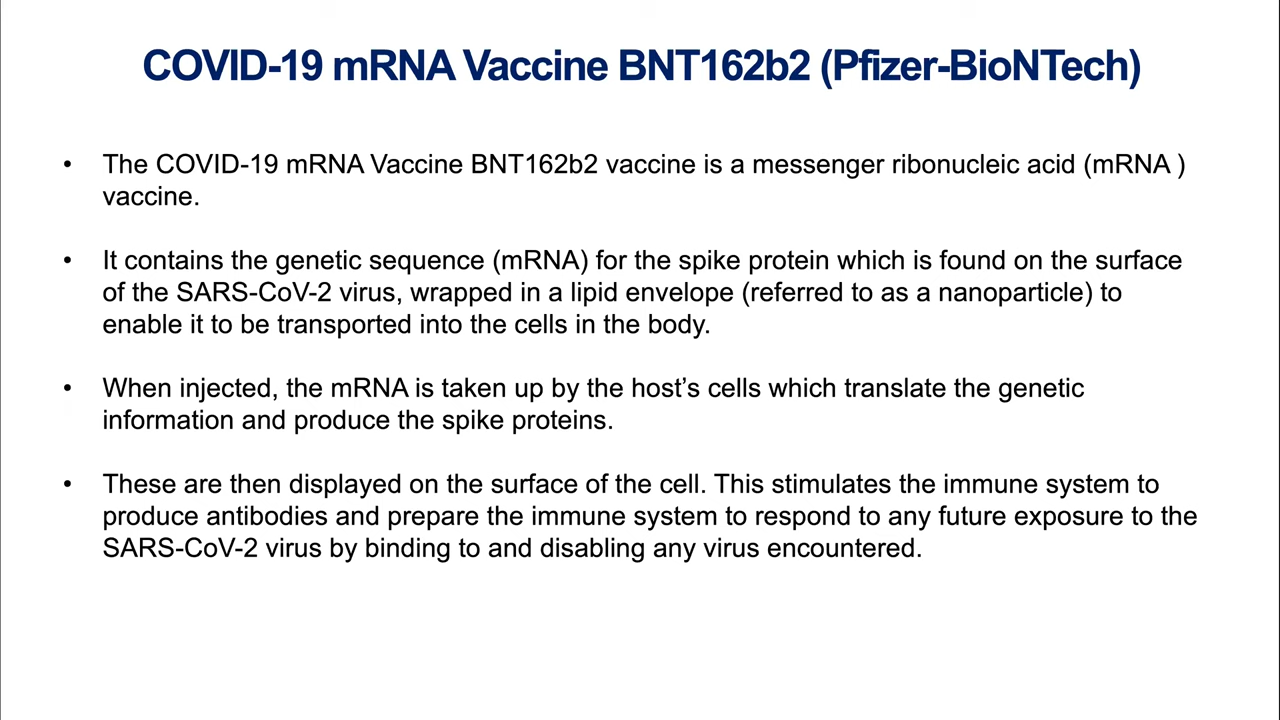 COVID-19 mRNA Vaccine BNT162b2 (Pfizer-BioNTech)
• The COVID-19 mRNA Vaccine BNT162b2 vaccine is a messenger ribonucleic acid (mRNA )
vaccine.
• It contains the genetic sequence (mRNA) for the spike protein which is found on the surface
of the SARS-CoV-2 virus, wrapped in a lipid envelope (referred to as a nanoparticle) to
enable it to be transported into the cells in the body.
• When injected, the mRNA is taken up by the host’s cells which translate the genetic
information and produce the spike proteins.
• These are then displayed on the surface of the cell. This stimulates the immune system to
produce antibodies and prepare the immune system to respond to any future exposure to the
SARS-CoV-2 virus by binding to and disabling any virus encountered.